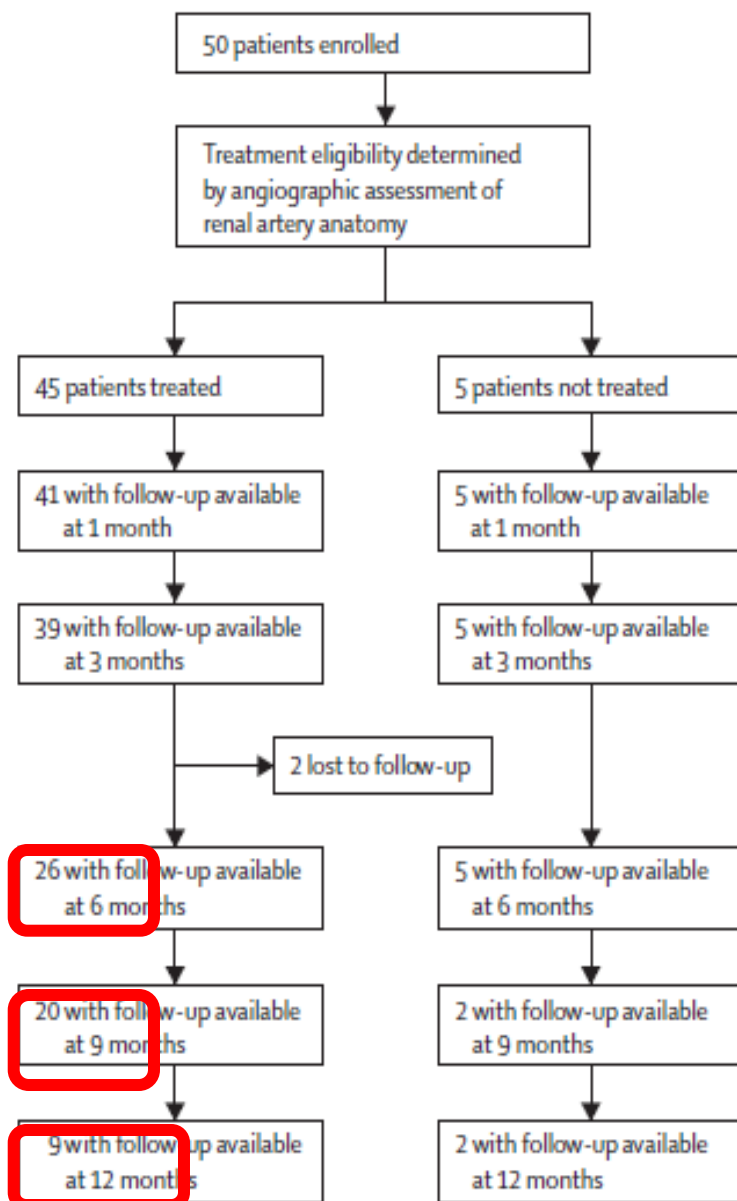 50 patients enrolled
Treatment eligibility determined
by angiographic assessment of
renal artery anatomy
45 patients treated
5 patients not treated
41 with follow-up available
at 1 month
5 with follow-up available
at 1 month
39 with follow-up available
at 3 months
5 with follow-up available
at 3 months
2 lost to follow-up
26 with follow-up available
at 6 months
5 with follow-up available
at 6 months
20 with follow-up available
at 9 months
2 with follow-up available
at 9 months
9 with follow-up available
at 12 months
2 with follow-up available
at 12 months